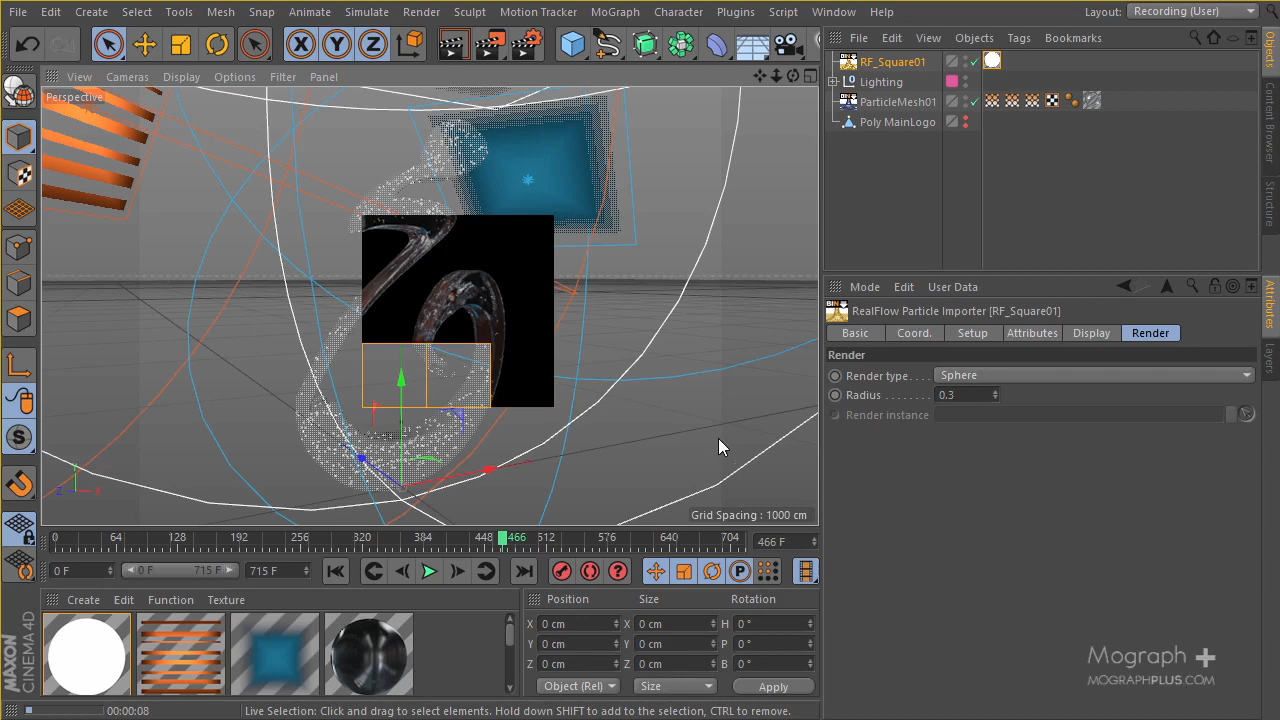 File Edit Create Select Tools Mesh Snap Animate Simulate Render Sculpt Motion Tracker MoGraph Character Plugins Script Window Help Layout: Recording (User)
X Y Z
File Edit View Objects Tags Bookmarks
View Cameras Display Options Filter Panel
Perspective
RF_Square01
Lighting
ParticleMesh01
Poly MainLogo
Objects
Content Browser
Structure
Mode Edit User Data
RealFlow Particle Importer [RF_Square01]
Basic Coord. Setup Attributes Display Render
Render
Render type Sphere
Radius 0.3
Render instance
Attributes
Layers
Y
Z X
Grid Spacing : 1000 cm
0 64 128 192 256 320 384 448 466 512 576 640 704 466 F
0 F 0 F 715 F 715 F
Create Edit Function Texture
Position Size Rotation
X 0 cm X 0 cm H 0 °
Y 0 cm Y 0 cm P 0 °
Z 0 cm Z 0 cm B 0 °
Object (Rel) Size Apply
MAXON
CINEMA 4D
Mograph +
MOGRAPHPLUS.COM
00:00:08 Live Selection: Click and drag to select elements. Hold down SHIFT to add to the selection, CTRL to remove.